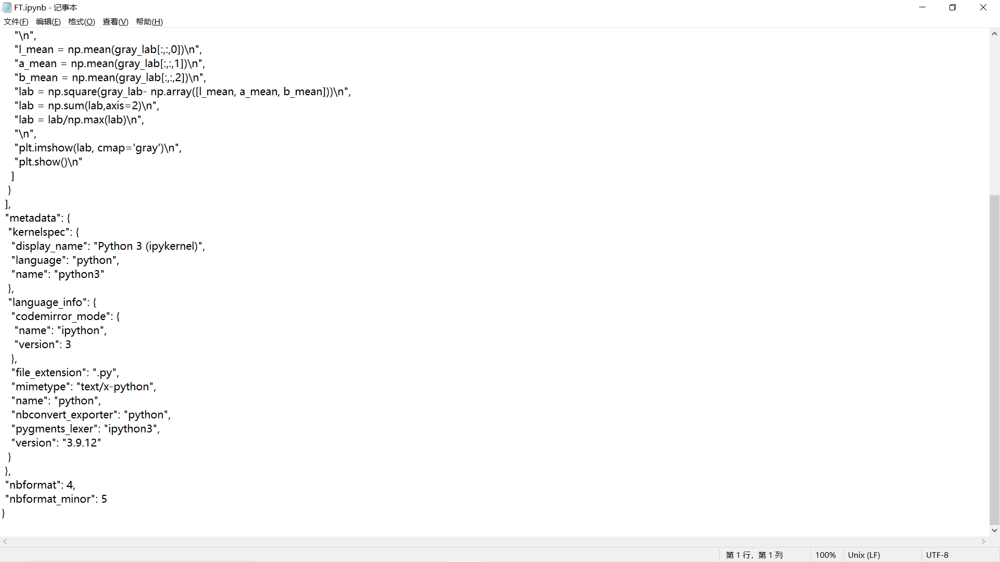 FT.ipynb - 记事本
文件(F) 编辑(E) 格式(O) 查看(V) 帮助(H)
"\n",
"l_mean = np.mean(gray_lab[:,:,0])\n",
"a_mean = np.mean(gray_lab[:,:,1])\n",
"b_mean = np.mean(gray_lab[:,:,2])\n",
"lab = np.square(gray_lab- np.array([l_mean, a_mean, b_mean]))\n",
"lab = np.sum(lab,axis=2)\n",
"lab = lab/np.max(lab)\n",
"\n",
"plt.imshow(lab, cmap='gray')\n",
"plt.show()\n"
]
}
],
"metadata": {
"kernelspec": {
"display_name": "Python 3 (ipykernel)",
"language": "python",
"name": "python3"
},
"language_info": {
"codemirror_mode": {
"name": "ipython",
"version": 3
},
"file_extension": ".py",
"mimetype": "text/x-python",
"name": "python",
"nbconvert_exporter": "python",
"pygments_lexer": "ipython3",
"version": "3.9.12"
}
},
"nbformat": 4,
"nbformat_minor": 5
}
第 1 行，第 1 列 100% Unix (LF) UTF-8